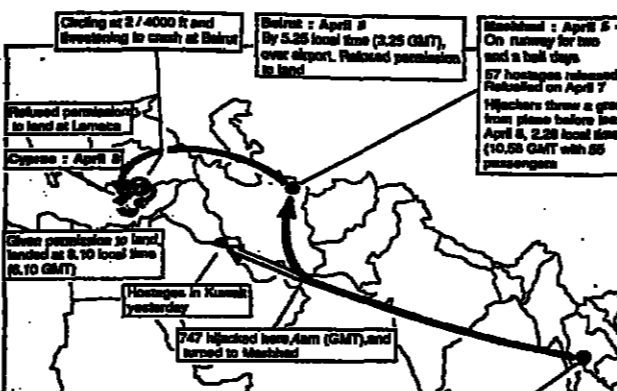 Circling at 2 / 4000 ft and
threatening to crash at Beirut
Beirut : April 8
By 5.25 local time (3.25 GMT),
over airport. Refused permission
to land
Mashhad : April 5 -
On runway for two
and a half days
57 hostages released
Refuelled on April 7
Hijackers threw a gre
from plane before lea
April 8, 2.28 local time
(10.58 GMT with 55
passengers
Refused permission
to land at Larnaca
Cyprus : April 8
Given permission to land,
landed at 8.10 local time
(6.10 GMT)
Hostages in Kuwait
yesterday
747 hijacked here,4am (GMT),and
turned to Mashhad